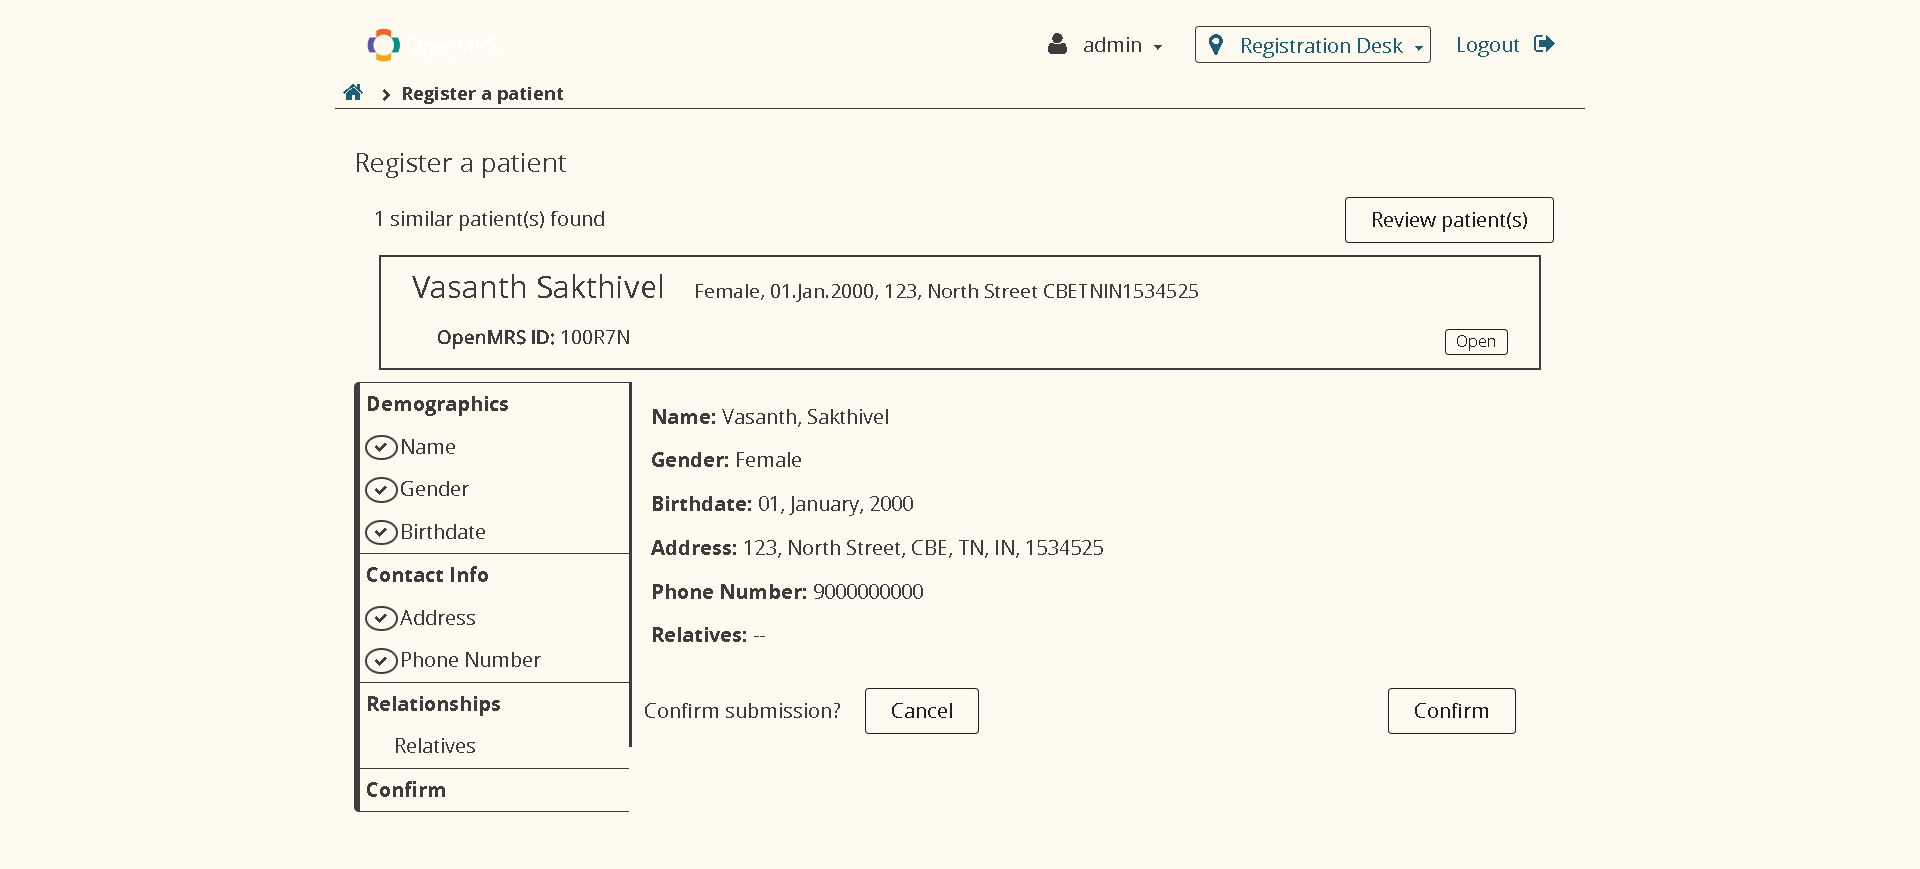 OpenMRS
admin
Registration Desk
Logout
Register a patient
Register a patient
1 similar patient(s) found
Review patient(s)
Vasanth Sakthivel Female, 01.Jan.2000, 123, North Street CBETNIN1534525
OpenMRS ID: 100R7N
Open
Demographics
Name
Gender
Birthdate
Contact Info
Address
Phone Number
Relationships
Relatives
Confirm
Name: Vasanth, Sakthivel
Gender: Female
Birthdate: 01, January, 2000
Address: 123, North Street, CBE, TN, IN, 1534525
Phone Number: 9000000000
Relatives: --
Confirm submission?
Cancel
Confirm